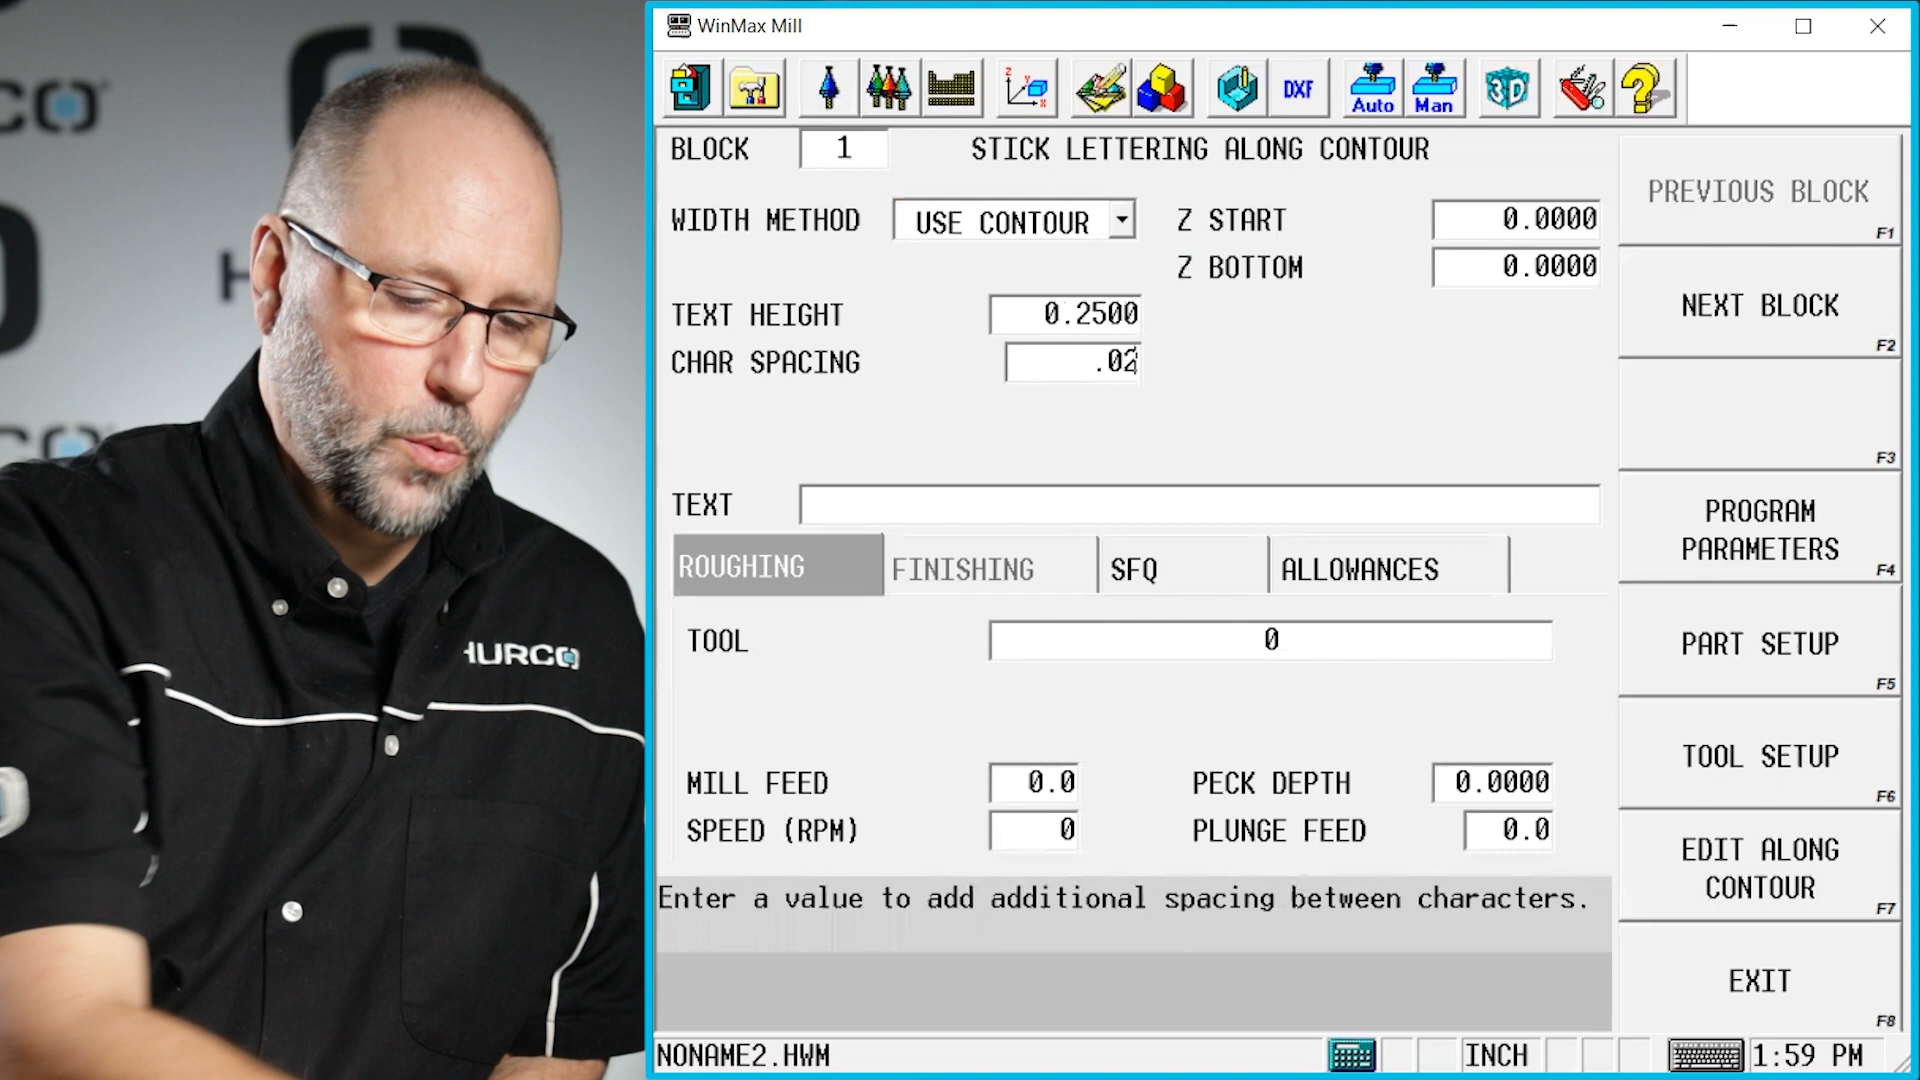 WinMax Mill
DXF
Auto
Man
3D
BLOCK 1 STICK LETTERING ALONG CONTOUR
WIDTH METHOD USE CONTOUR Z START 0.0000
Z BOTTOM 0.0000
TEXT HEIGHT 0.2500
CHAR SPACING .02
TEXT
ROUGHING FINISHING SFQ ALLOWANCES
TOOL 0
MILL FEED 0.0 PECK DEPTH 0.0000
SPEED (RPM) 0 PLUNGE FEED 0.0
Enter a value to add additional spacing between characters.
PREVIOUS BLOCK
F1
NEXT BLOCK
F2
F3
PROGRAM
PARAMETERS
F4
PART SETUP
F5
TOOL SETUP
F6
EDIT ALONG
CONTOUR
F7
EXIT
F8
NONAME2.HWM INCH 1:59 PM
HURCO